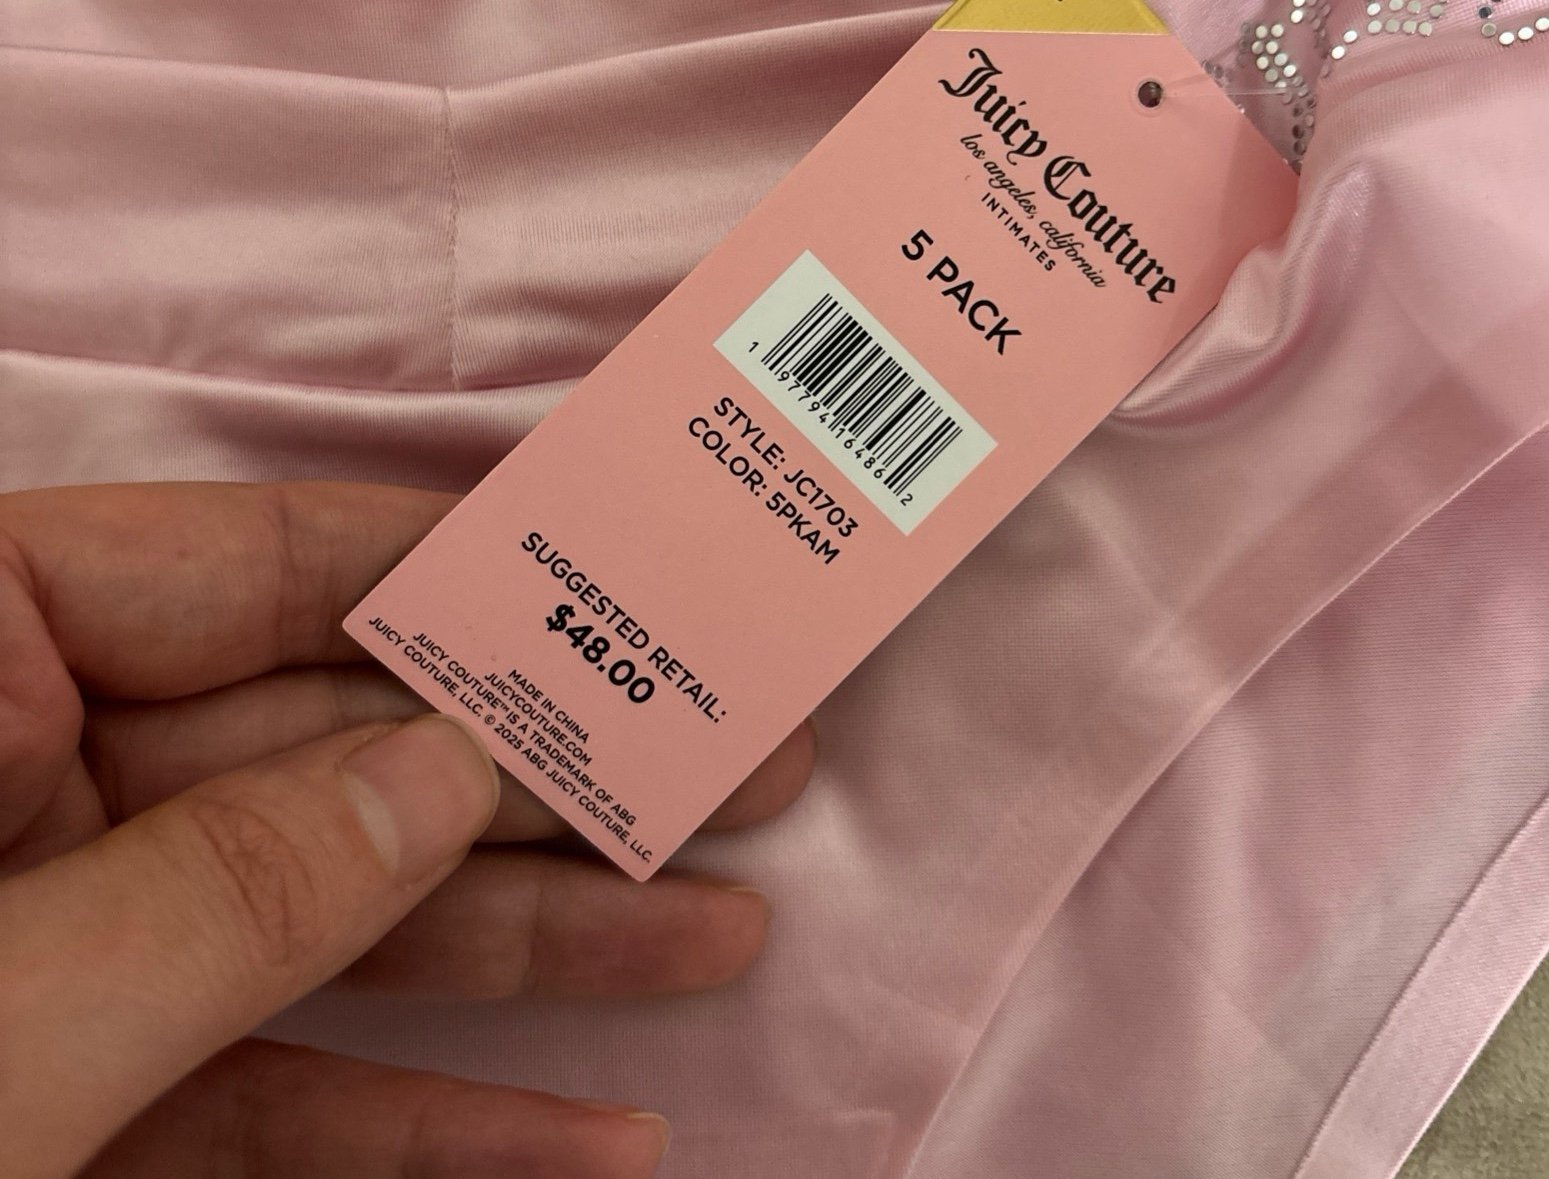 Juicy Couture
los angeles, california
INTIMATES
5 PACK
1 97794 16486 2
STYLE: JC1703
COLOR: 5PKAM
SUGGESTED RETAIL:
$48.00
MADE IN CHINA
JUICYCOUTURE.COM
JUICY COUTURE™ IS A TRADEMARK OF ABG
JUICY COUTURE, LLC. © 2025 ABG JUICY COUTURE, LLC.